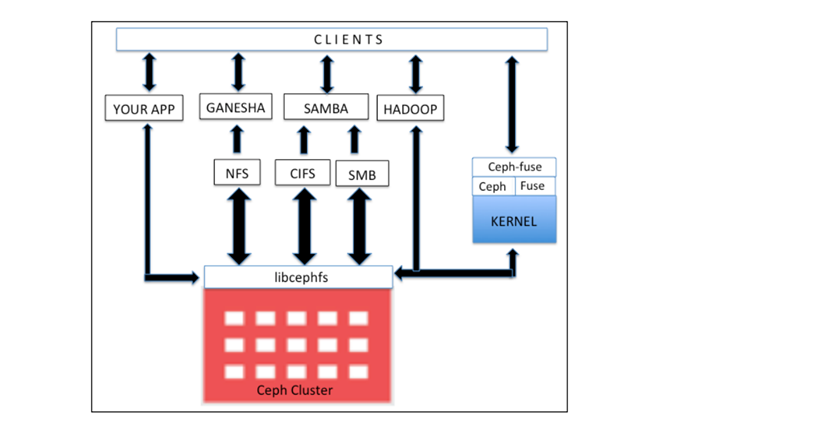 CLIENTS
YOUR APP
GANESHA
SAMBA
HADOOP
NFS
CIFS
SMB
Ceph-fuse
Ceph
Fuse
KERNEL
libcephfs
Ceph Cluster